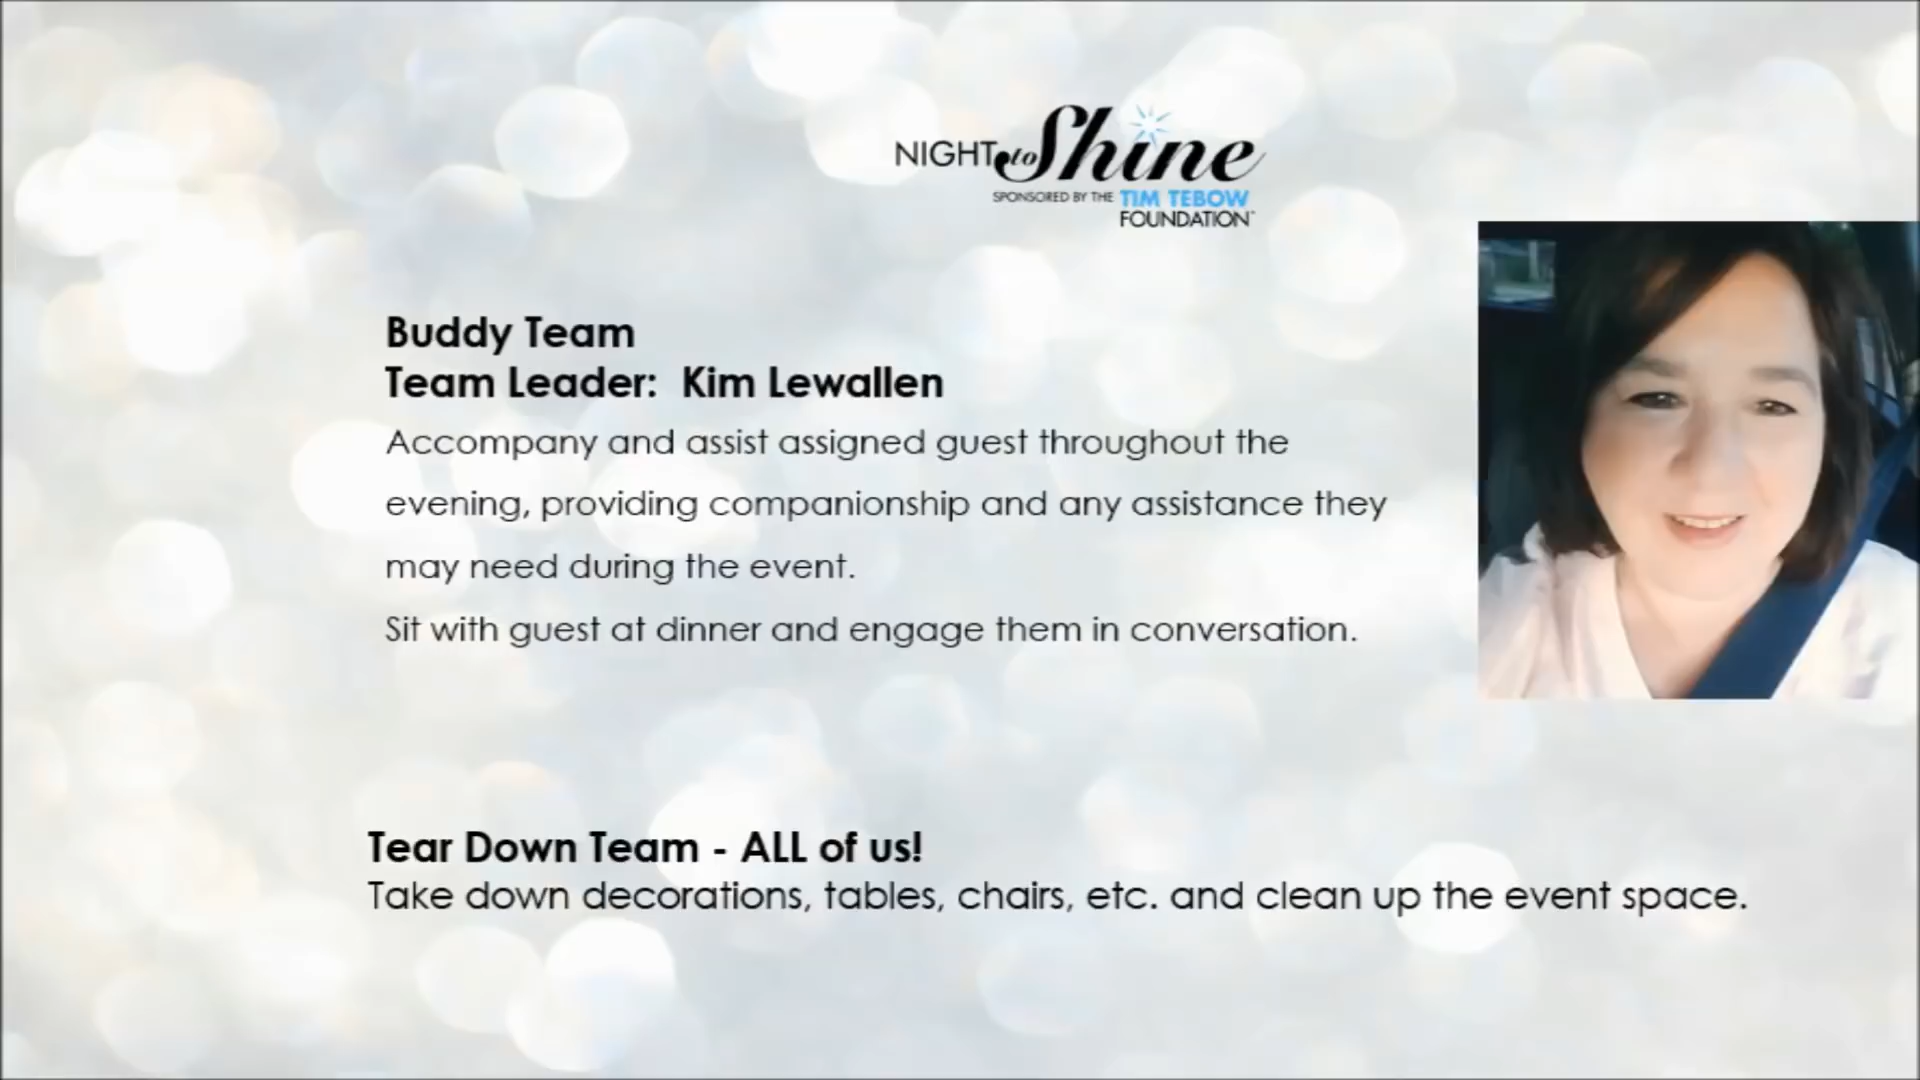 NIGHT to Shine
SPONSORED BY THE TIM TEBOW
FOUNDATION
Buddy Team
Team Leader: Kim Lewallen
Accompany and assist assigned guest throughout the
evening, providing companionship and any assistance they
may need during the event.
Sit with guest at dinner and engage them in conversation.
Tear Down Team - ALL of us!
Take down decorations, tables, chairs, etc. and clean up the event space.